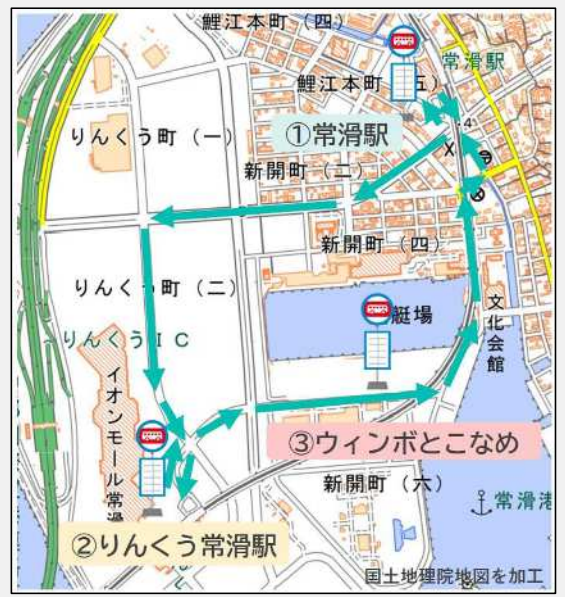 鯉江本町（四）
常滑駅
鯉江本町（五）
①常滑駅
りんくう町（一）
新開町（二）
新開町（四）
りんくう町（二）
艇場
りんくうIC
文化会館
イオンモール常滑
③ウィンボとこなめ
新開町（六）
常滑港
②りんくう常滑駅
国土地理院地図を加工